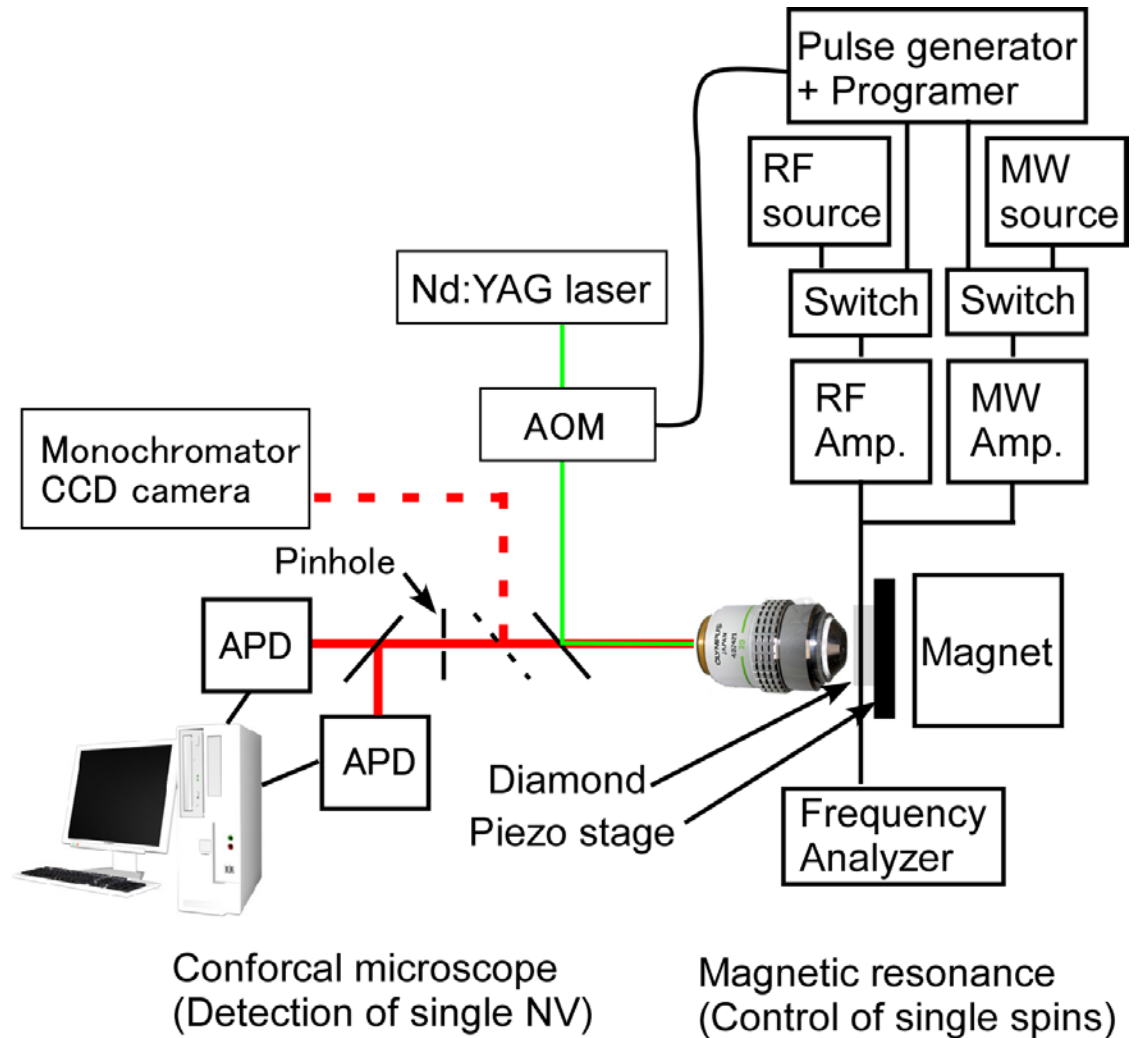 Pulse generator
+ Programer
RF
source
MW
source
Nd:YAG laser
Switch
Switch
AOM
RF
Amp.
MW
Amp.
Monochromator
CCD camera
Pinhole
APD
OLYMPUS
JAPAN
Magnet
APD
Diamond
Piezo stage
Frequency
Analyzer
Conforcal microscope
(Detection of single NV)
Magnetic resonance
(Control of single spins)